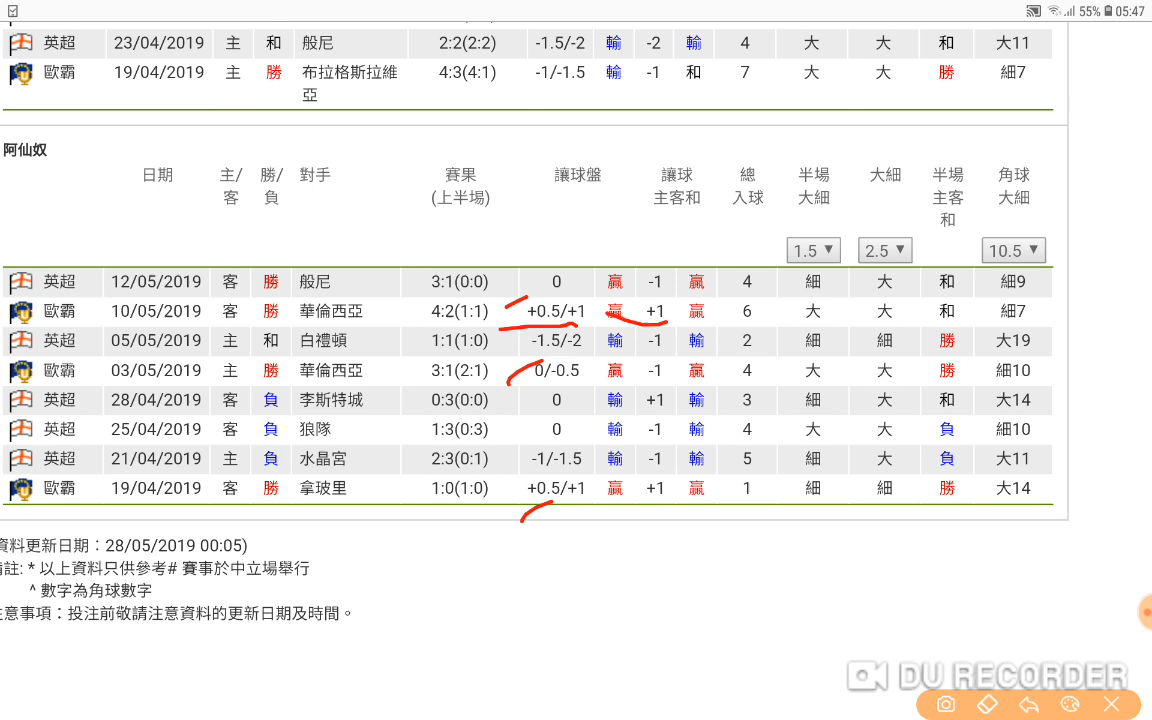 55% 05:47
英超 23/04/2019 主 和 般尼 2:2(2:2) -1.5/-2 輸 -2 輸 4 大 大 和 大11
歐霸 19/04/2019 主 勝 布拉格斯拉維亞 4:3(4:1) -1/-1.5 輸 -1 和 7 大 大 勝 細7
阿仙奴
日期 主/客 勝/負 對手 賽果(上半場) 讓球盤 讓球主客和 總入球 半場大細 大細 半場主客和 角球大細
1.5 ▼ 2.5 ▼ 10.5 ▼
英超 12/05/2019 客 勝 般尼 3:1(0:0) 0 贏 -1 贏 4 細 大 和 細9
歐霸 10/05/2019 客 勝 華倫西亞 4:2(1:1) +0.5/+1 贏 +1 贏 6 大 大 和 細7
英超 05/05/2019 主 和 白禮頓 1:1(1:0) -1.5/-2 輸 -1 輸 2 細 細 勝 大19
歐霸 03/05/2019 主 勝 華倫西亞 3:1(2:1) 0/-0.5 贏 -1 贏 4 大 大 勝 細10
英超 28/04/2019 客 負 李斯特城 0:3(0:0) 0 輸 +1 輸 3 細 大 和 大14
英超 25/04/2019 客 負 狼隊 1:3(0:3) 0 輸 -1 輸 4 大 大 負 細10
英超 21/04/2019 主 負 水晶宮 2:3(0:1) -1/-1.5 輸 -1 輸 5 細 大 負 大11
歐霸 19/04/2019 客 勝 拿玻里 1:0(1:0) +0.5/+1 贏 +1 贏 1 細 細 勝 大14
資料更新日期：28/05/2019 00:05)
註: * 以上資料只供參考# 賽事於中立場舉行
^ 數字為角球數字
注意事項：投注前敬請注意資料的更新日期及時間。
DU RECORDER